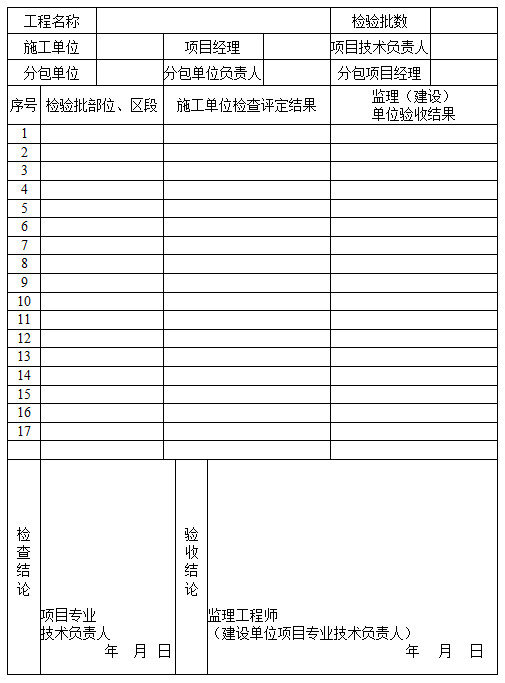 工程名称 检验批数
施工单位 项目经理 项目技术负责人
分包单位 分包单位负责人 分包项目经理
序号 检验批部位、区段 施工单位检查评定结果 监理（建设）
单位验收结果
1
2
3
4
5
6
7
8
9
10
11
12
13
14
15
16
17
检
查
结
论
项目专业
技术负责人
年 月 日
验
收
结
论
监理工程师
（建设单位项目专业技术负责人）
年 月 日